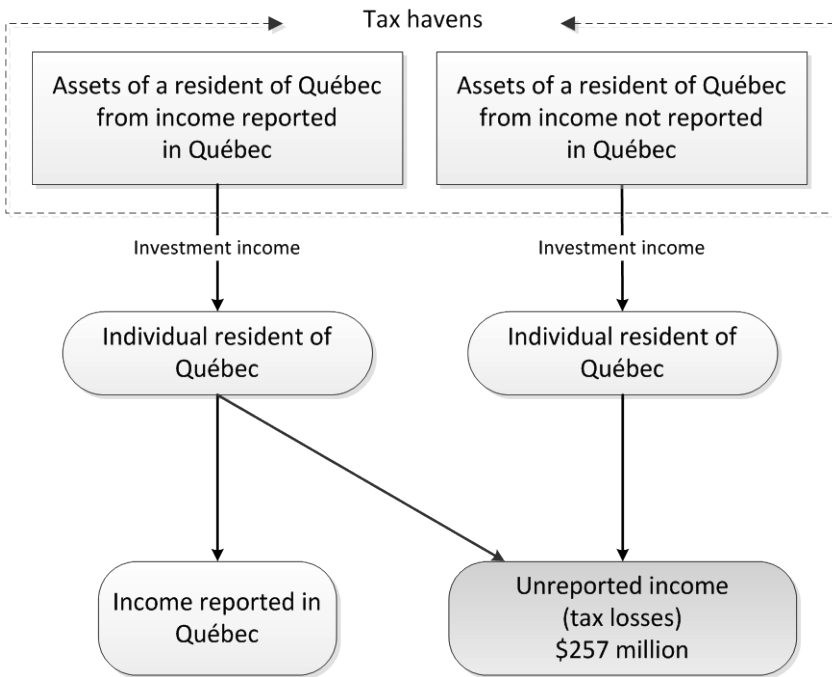 Tax havens
Assets of a resident of Québec
from income reported
in Québec
Assets of a resident of Québec
from income not reported
in Québec
Investment income
Investment income
Individual resident of
Québec
Individual resident of
Québec
Income reported in
Québec
Unreported income
(tax losses)
$257 million